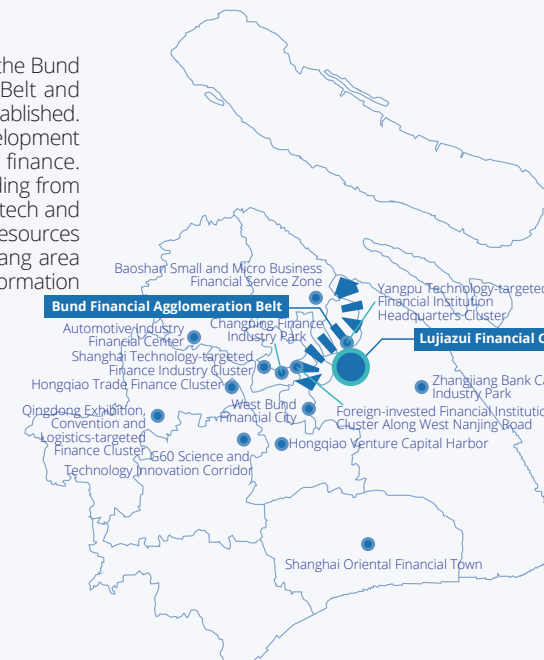 the Bund
Belt and
ablished.
elopment
finance.
ding from
tech and
esources
ang area
ormation
Baoshan Small and Micro Business
Financial Service Zone
Yangpu Technology-targeted
Financial Institution
Headquarters Cluster
Bund Financial Agglomeration Belt
Automotive Industry
Financial Center
Changning Finance
Industry Park
Lujiazui Financial C
Shanghai Technology-targeted
Finance Industry Cluster
Hongqiao Trade Finance Cluster
Zhangjiang Bank Ca
Industry Park
West Bund
Financial City
Foreign-invested Financial Institutio
Cluster Along West Nanjing Road
Qingdong Exhibition,
Convention and
Logistics-targeted
Finance Cluster
G60 Science and
Technology Innovation Corridor
Hongqiao Venture Capital Harbor
Shanghai Oriental Financial Town